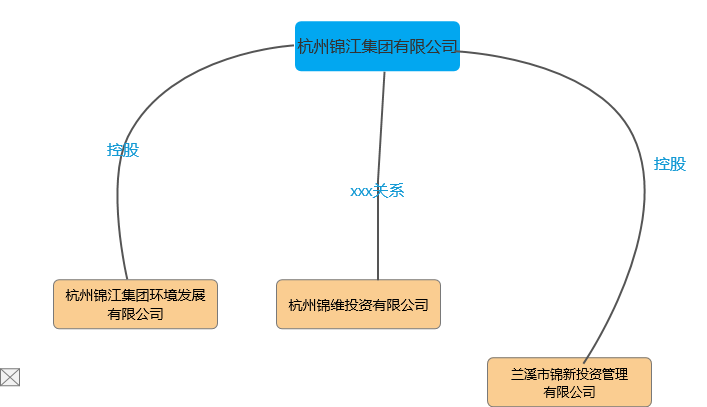 杭州锦江集团有限公司
控股
控股
xxx关系
杭州锦江集团环境发展
有限公司
杭州锦维投资有限公司
兰溪市锦新投资管理
有限公司